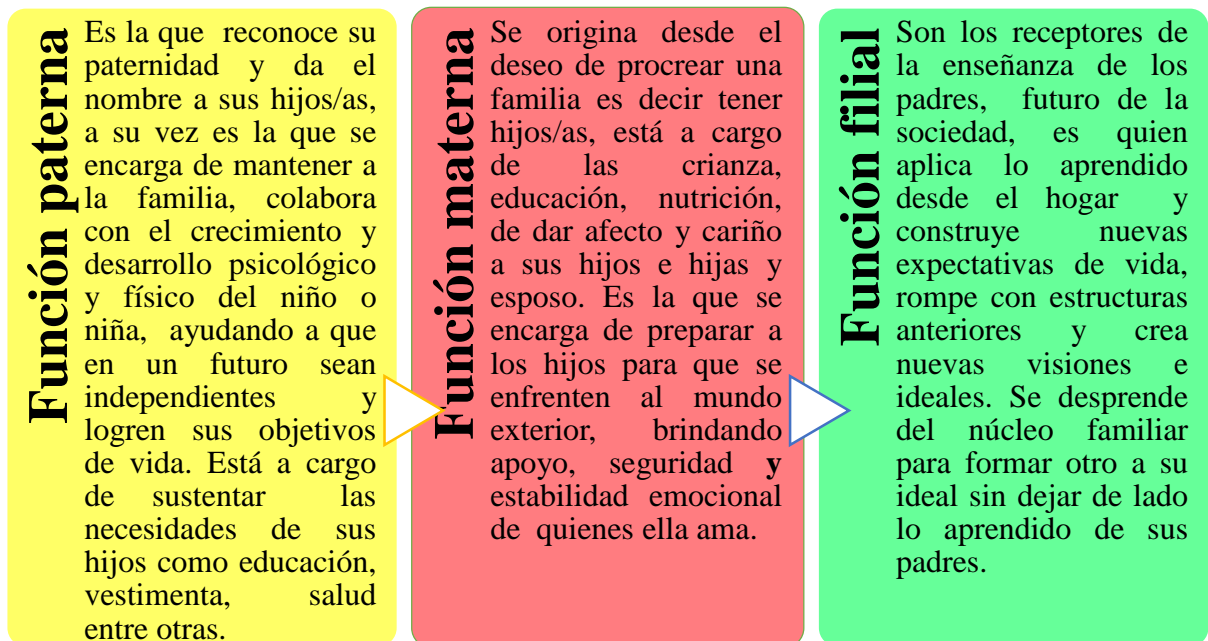 Función paterna
Es la que reconoce su
paternidad y da el
nombre a sus hijos/as,
a su vez es la que se
encarga de mantener a
la familia, colabora
con el crecimiento y
desarrollo psicológico
y físico del niño o
niña, ayudando a que
en un futuro sean
independientes y
logren sus objetivos
de vida. Está a cargo
de sustentar las
necesidades de sus
hijos como educación,
vestimenta, salud
entre otras.
Función materna
Se origina desde el
deseo de procrear una
familia es decir tener
hijos/as, está a cargo
de las crianza,
educación, nutrición,
de dar afecto y cariño
a sus hijos e hijas y
esposo. Es la que se
encarga de preparar a
los hijos para que se
enfrenten al mundo
exterior, brindando
apoyo, seguridad y
estabilidad emocional
de quienes ella ama.
Función filial
Son los receptores de
la enseñanza de los
padres, futuro de la
sociedad, es quien
aplica lo aprendido
desde el hogar y
construye nuevas
expectativas de vida,
rompe con estructuras
anteriores y crea
nuevas visiones e
ideales. Se desprende
del núcleo familiar
para formar otro a su
ideal sin dejar de lado
lo aprendido de sus
padres.